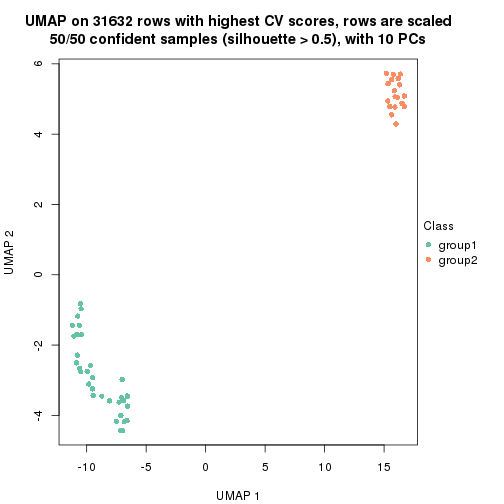 UMAP on 31632 rows with highest CV scores, rows are scaled
50/50 confident samples (silhouette > 0.5), with 10 PCs
6
4
2
0
-2
-4
UMAP 2
-10
-5
0
5
10
15
UMAP 1
Class
group1
group2